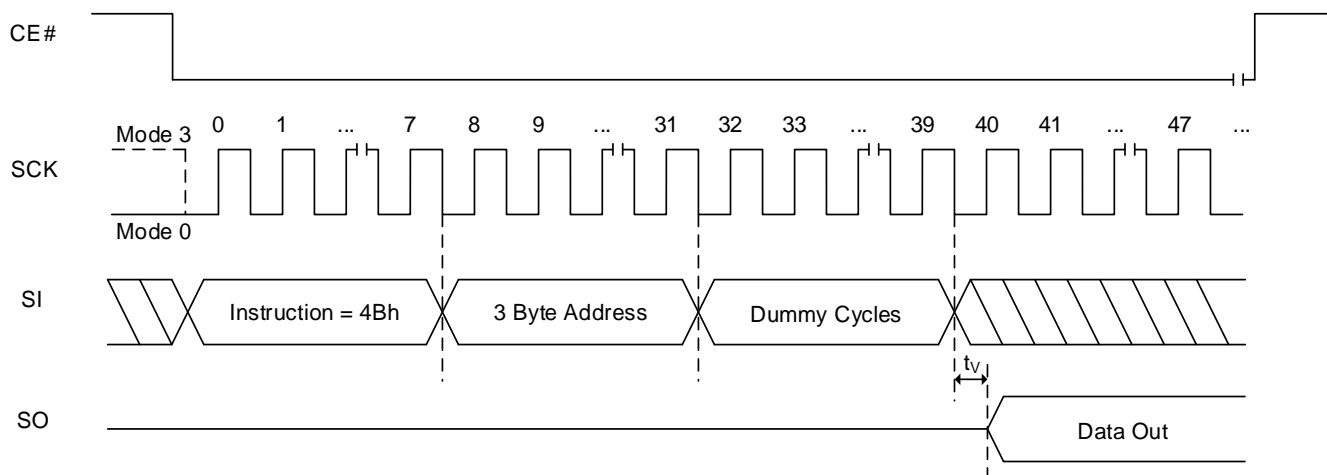 CE#
Mode 3 0 1 ... 7 8 9 ... 31 32 33 ... 39 40 41 ... 47 ...
SCK
Mode 0
SI Instruction = 4Bh 3 Byte Address Dummy Cycles
tV
SO Data Out